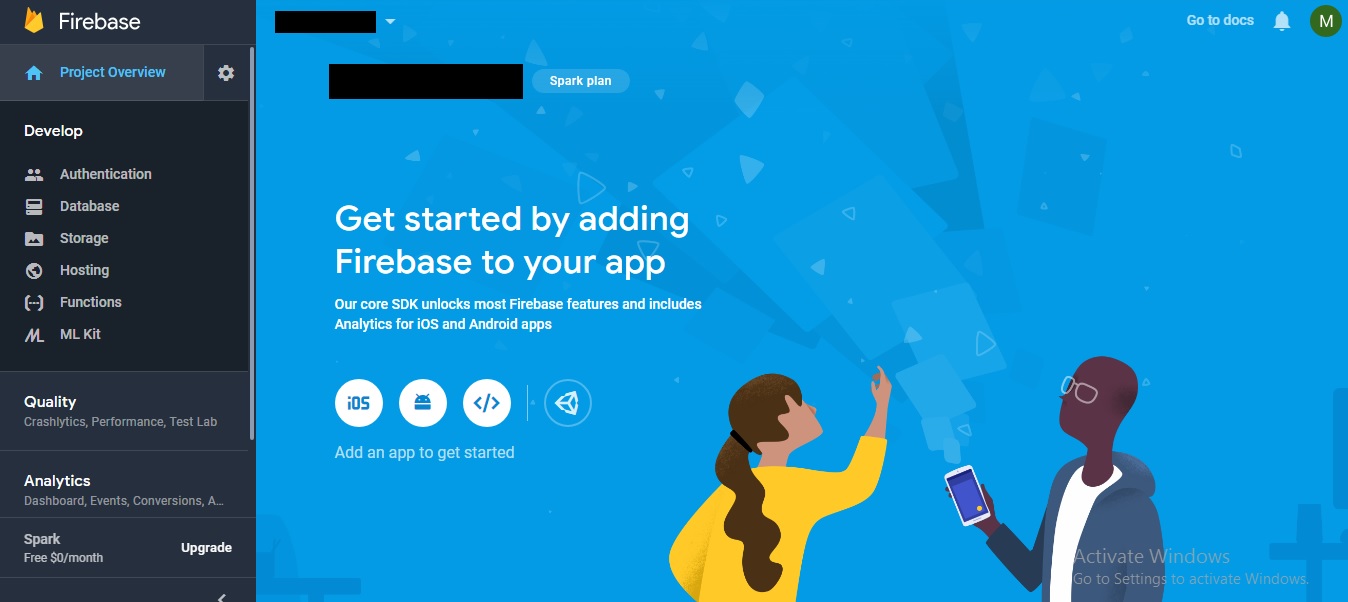 Firebase
Go to docs
M
Project Overview
Spark plan
Develop
Authentication
Database
Storage
Hosting
Functions
ML Kit
Get started by adding
Firebase to your app
Our core SDK unlocks most Firebase features and includes
Analytics for iOS and Android apps
iOS
Add an app to get started
Quality
Crashlytics, Performance, Test Lab
Analytics
Dashboard, Events, Conversions, A...
Spark
Free $0/month
Upgrade
Activate Windows
Go to Settings to activate Windows.